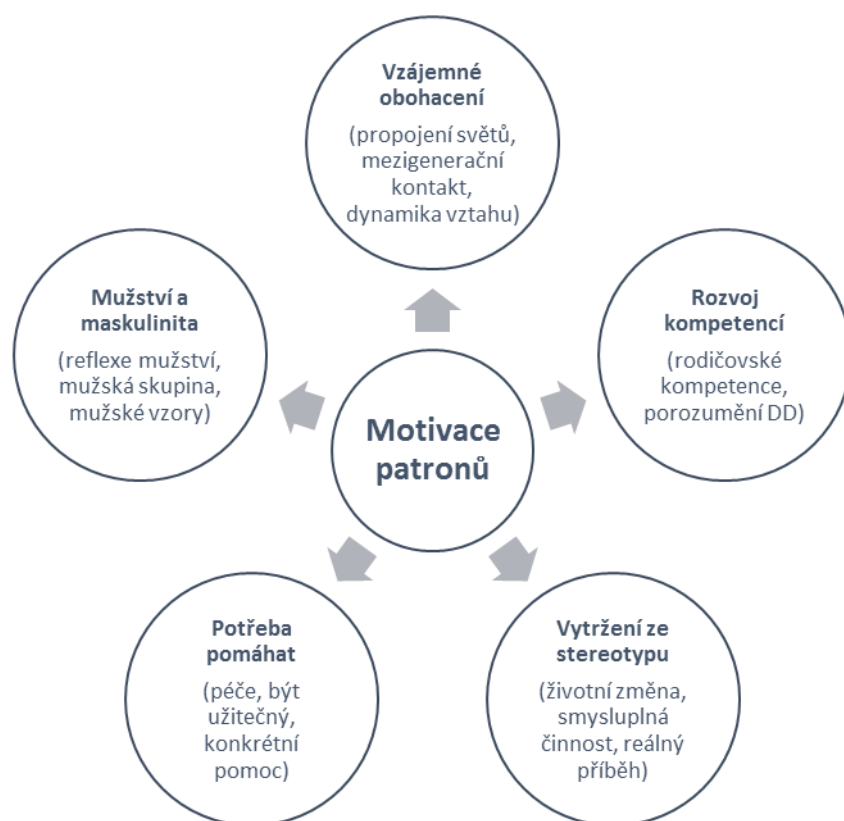 Vzájemné
obohacení
(propojení světů,
mezigenerační
kontakt,
dynamika vztahu)
Mužství a
maskulinita
(reflexe mužství,
mužská skupina,
mužské vzory)
Rozvoj
kompetencí
(rodičovské
kompetence,
porozumění DD)
Motivace
patronů
Potřeba
pomáhat
(péče, být
užitečný,
konkrétní
pomoc)
Vytržení ze
stereotypu
(životní změna,
smysluplná
činnost, reálný
příběh)